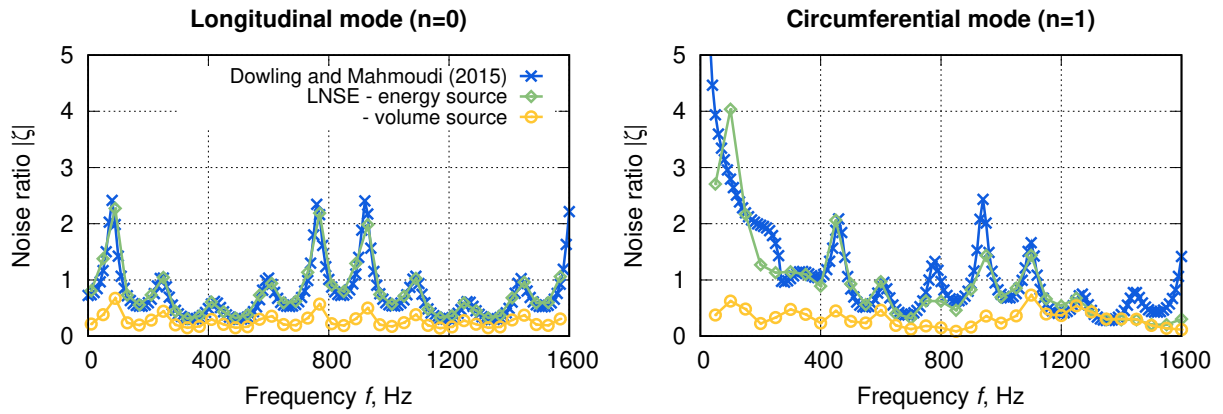 Longitudinal mode (n=0)
Noise ratio |ζ|
5
4
3
2
1
0
Dowling and Mahmoudi (2015)
LNSE - energy source
- volume source
0 400 800 1200 1600
Frequency f, Hz
Circumferential mode (n=1)
Noise ratio |ζ|
5
4
3
2
1
0
0 400 800 1200 1600
Frequency f, Hz